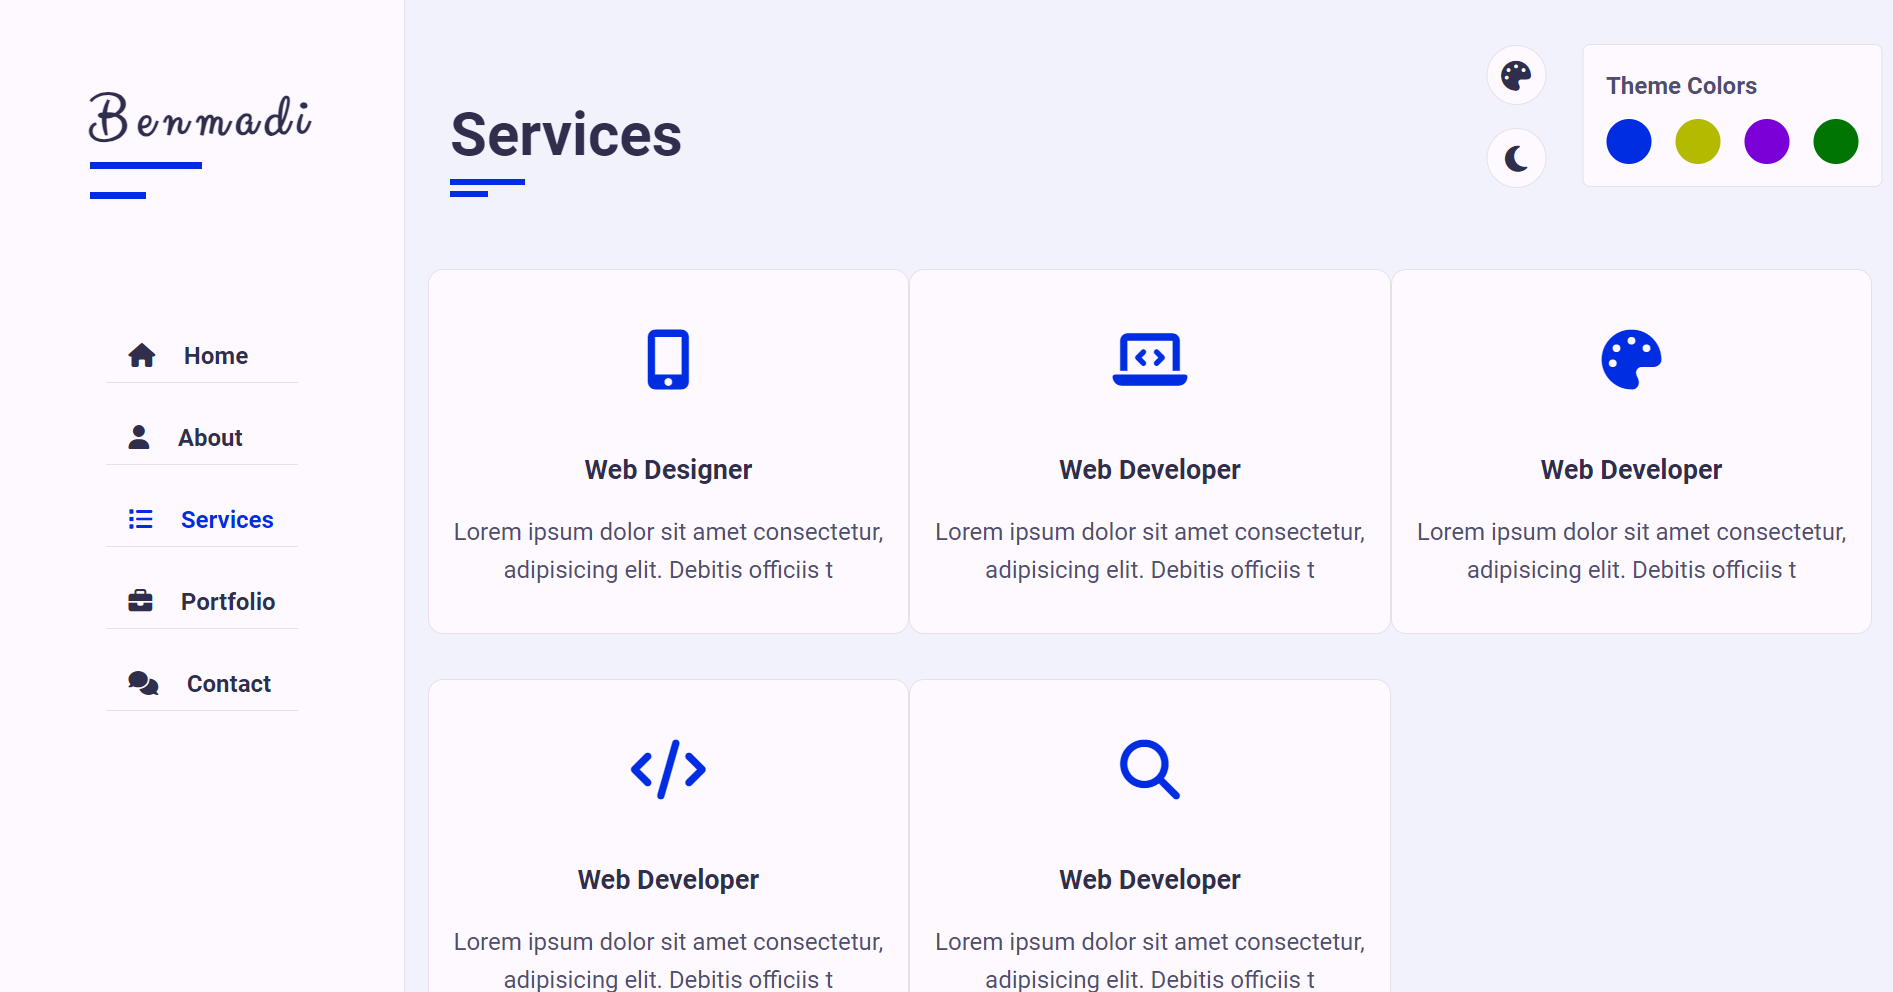 Benmadi
Home
About
Services
Portfolio
Contact
Services
Theme Colors
Web Designer
Lorem ipsum dolor sit amet consectetur,
adipisicing elit. Debitis officiis t
Web Developer
Lorem ipsum dolor sit amet consectetur,
adipisicing elit. Debitis officiis t
Web Developer
Lorem ipsum dolor sit amet consectetur,
adipisicing elit. Debitis officiis t
Web Developer
Lorem ipsum dolor sit amet consectetur,
adipisicing elit. Debitis officiis t
Web Developer
Lorem ipsum dolor sit amet consectetur,
adipisicing elit. Debitis officiis t